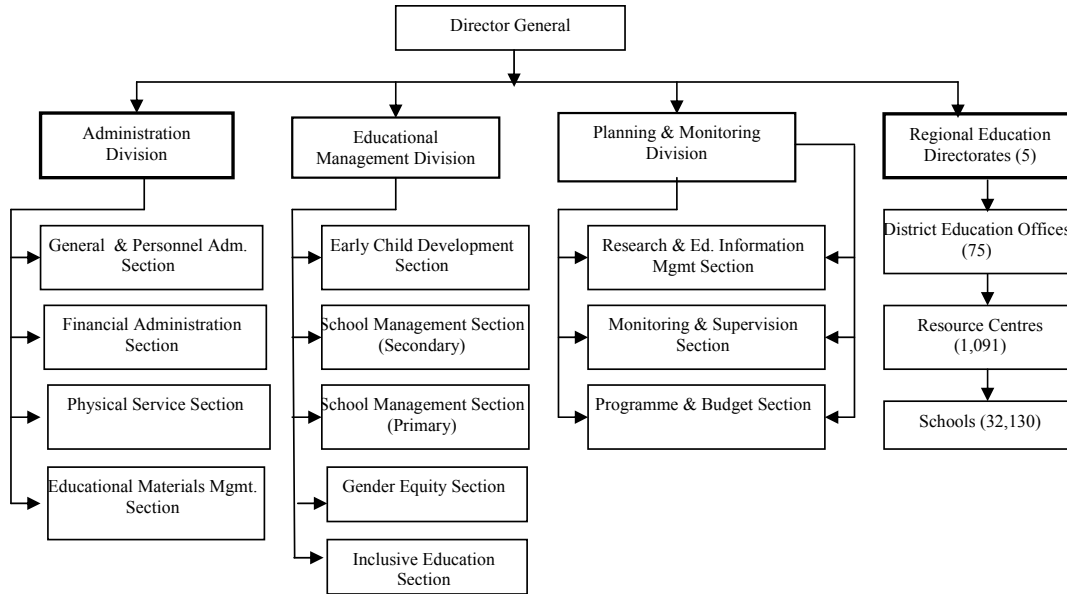 Director General
Administration
Division
Educational
Management Division
Planning & Monitoring
Division
Regional Education
Directorates (5)
General & Personnel Adm.
Section
Financial Administration
Section
Physical Service Section
Educational Materials Mgmt.
Section
Early Child Development
Section
School Management Section
(Secondary)
School Management Section
(Primary)
Gender Equity Section
Inclusive Education
Section
Research & Ed. Information
Mgmt Section
Monitoring & Supervision
Section
Programme & Budget Section
District Education Offices
(75)
Resource Centres
(1,091)
Schools (32,130)